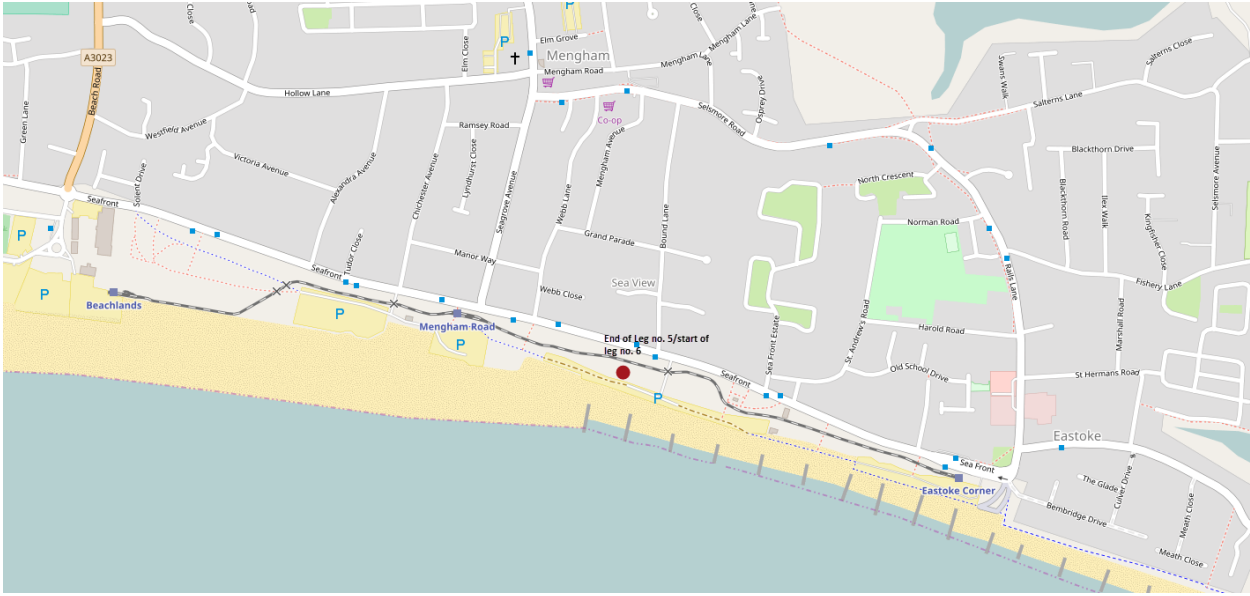 Close
Road
Elm Grove
P
P
Mengham
Mengham Lane
Close
A3023
Beach Road
Elm Close
Mengham Road
Mengham Lane
Osprey Drive
Swans Walk
Salterns Close
Salterns Lane
Green Lane
Hollow Lane
Co-op
Selsmore Road
Westfield Avenue
Ramsey Road
Victoria Avenue
Lyndhurst Close
Mengham Avenue
Blackthorn Drive
Solent Drive
Alexandra Avenue
Chichester Avenue
Seagrove Avenue
Webb Lane
Bound Lane
North Crescent
Blackthorn Road
Ilex Walk
Kingfisher Close
Selsmore Avenue
Seafront
Norman Road
P
Grand Parade
Tudor Close
Manor Way
Seafront
Rails Lane
Fishery Lane
Sea View
P
Beachlands
Webb Close
P
Mengham Road
P
End of Leg no. 5/start of
leg no. 6
Sea Front Estate
St. Andrew's Road
Harold Road
Marshall Road
Old School Drive
St Hermans Road
Seafront
P
Eastoke
Sea Front
Eastoke Corner
The Glade
Culver Drive
Bembridge Drive
Meath Close
Meath Close